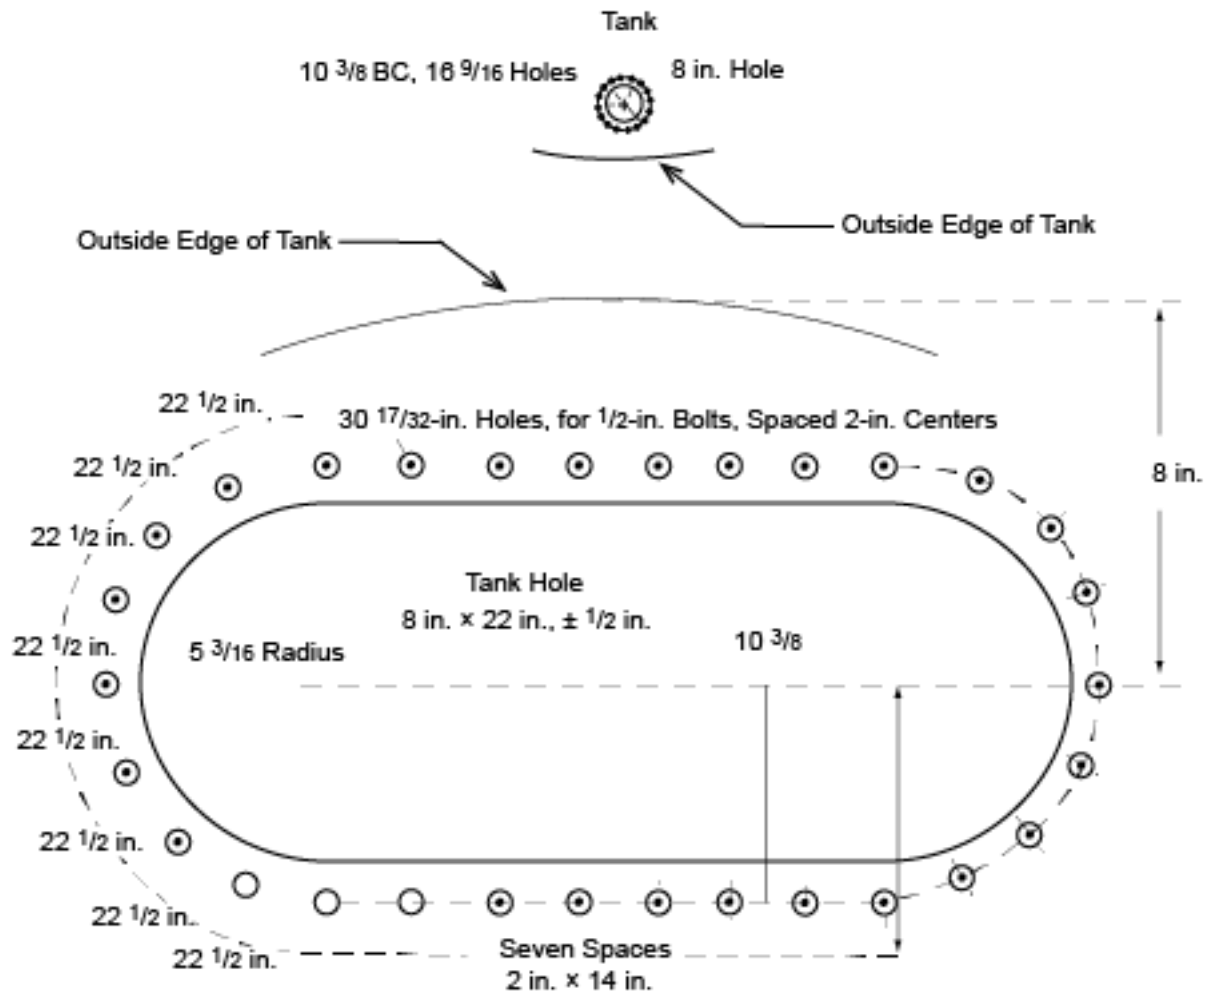 Tank
10 3/8 BC, 16 9/16 Holes
8 in. Hole
Outside Edge of Tank
Outside Edge of Tank
22 1/2 in.
30 17/32-in. Holes, for 1/2-in. Bolts, Spaced 2-in. Centers
22 1/2 in.
8 in.
22 1/2 in.
Tank Hole
8 in. × 22 in., ± 1/2 in.
10 3/8
22 1/2 in.
5 3/16 Radius
22 1/2 in.
22 1/2 in.
22 1/2 in.
22 1/2 in.
Seven Spaces
2 in. × 14 in.